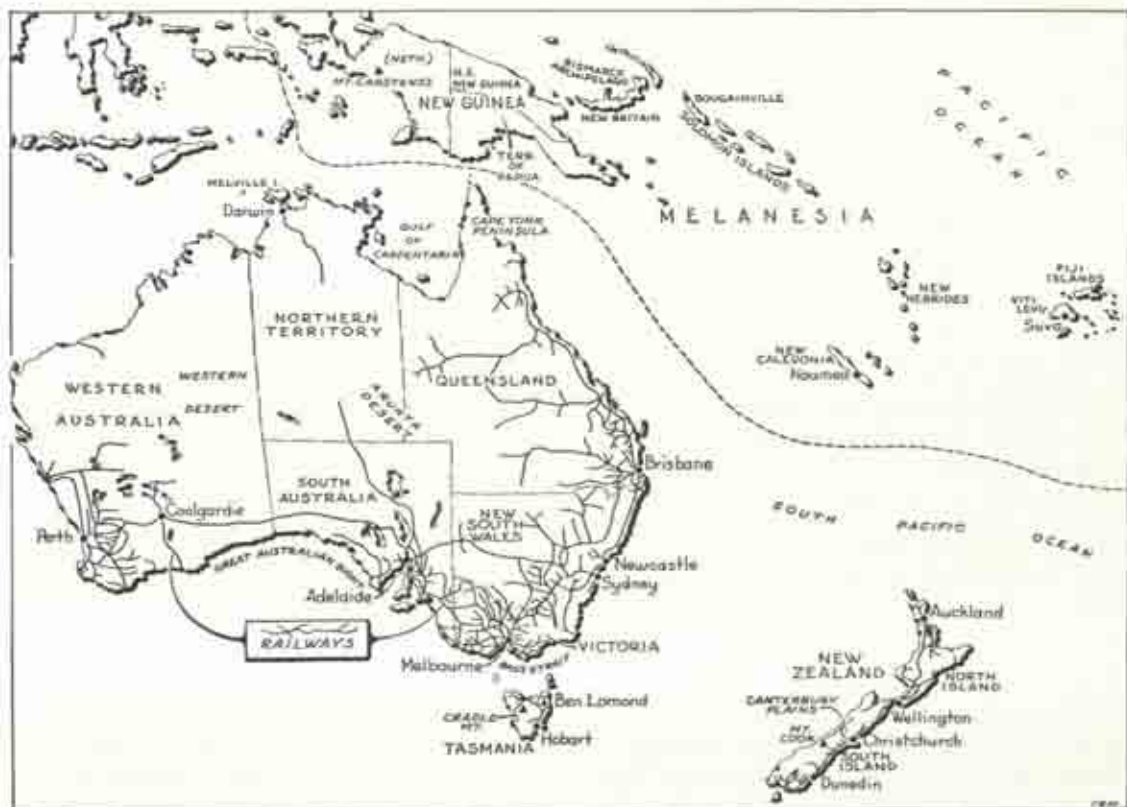 (NETH)
MT. CARSTENSZ
NEW GUINEA
NEW GUINEA
BISMARCK
ARCHIPELAGO
NEW BRITAIN
BOUGAINVILLE
SOLOMON ISLANDS
PACIFIC
OCEAN
TERR.
OF
PAPUA
MELVILLE I.
Darwin
GULF
OF
CARPENTARIA
CAPE YORK
PENINSULA
MELANESIA
NEW
HEBRIDES
FIJI
ISLANDS
VITI
LEVU
Suva
NORTHERN
TERRITORY
NEW
CALEDONIA
Noumea
WESTERN
AUSTRALIA
WESTERN
DESERT
ARUNTA
DESERT
QUEENSLAND
Brisbane
SOUTH
AUSTRALIA
Coolgardie
Perth
NEW
SOUTH
WALES
SOUTH PACIFIC OCEAN
GREAT AUSTRALIAN BIGHT
Newcastle
Sydney
Adelaide
RAILWAYS
VICTORIA
Melbourne
BASS STRAIT
Auckland
NEW
ZEALAND
NORTH
ISLAND
Ben Lomond
CRADLE
MT.
Hobart
TASMANIA
CANTERBURY
PLAINS
Wellington
MT.
COOK
Christchurch
SOUTH
ISLAND
Dunedin